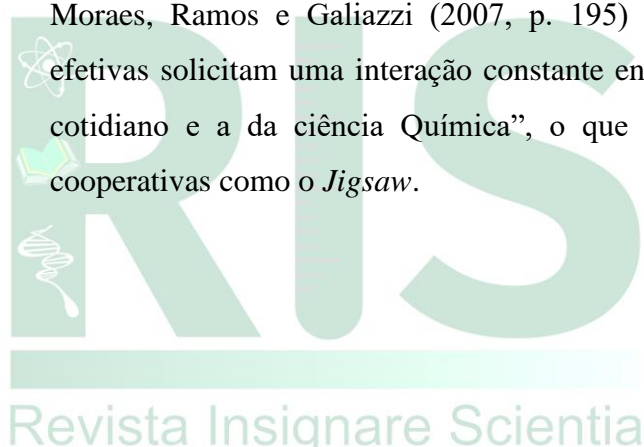 Moraes, Ramos e Galiazzi (2007, p. 195)
efetivas solicitam uma interação constante en
cotidiano e a da ciência Química”, o que
cooperativas como o Jigsaw.
RIS
Revista Insignare Scientia